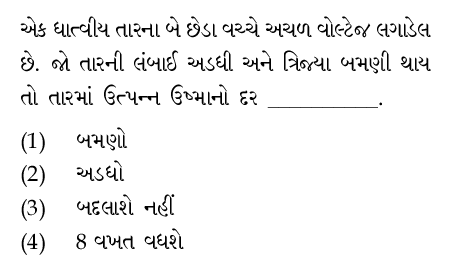 એક ધાત્વીય તારના બે છેડા વચ્ચે અચળ વોલ્ટેજ લગાડેલ
છે. જો તારની લંબાઈ અડધી અને ત્રિજ્યા બમણી થાય
તો તારમાં ઉત્પન્ન ઉષ્માનો દર ___________.
(1) બમણો
(2) અડધો
(3) બદલાશે નહીં
(4) 8 વખત વધશે